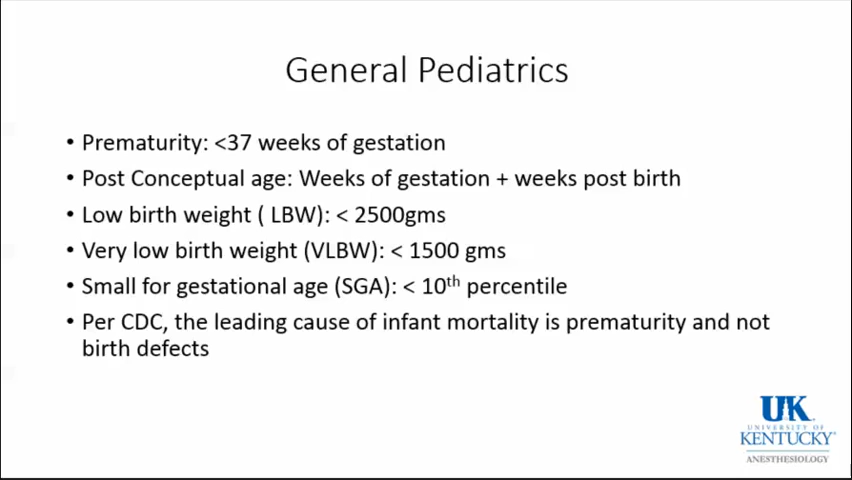 General Pediatrics
• Prematurity: <37 weeks of gestation
• Post Conceptual age: Weeks of gestation + weeks post birth
• Low birth weight ( LBW): < 2500gms
• Very low birth weight (VLBW): < 1500 gms
• Small for gestational age (SGA): < 10th percentile
• Per CDC, the leading cause of infant mortality is prematurity and not
birth defects
UK
UNIVERSITY OF
KENTUCKY
ANESTHESIOLOGY